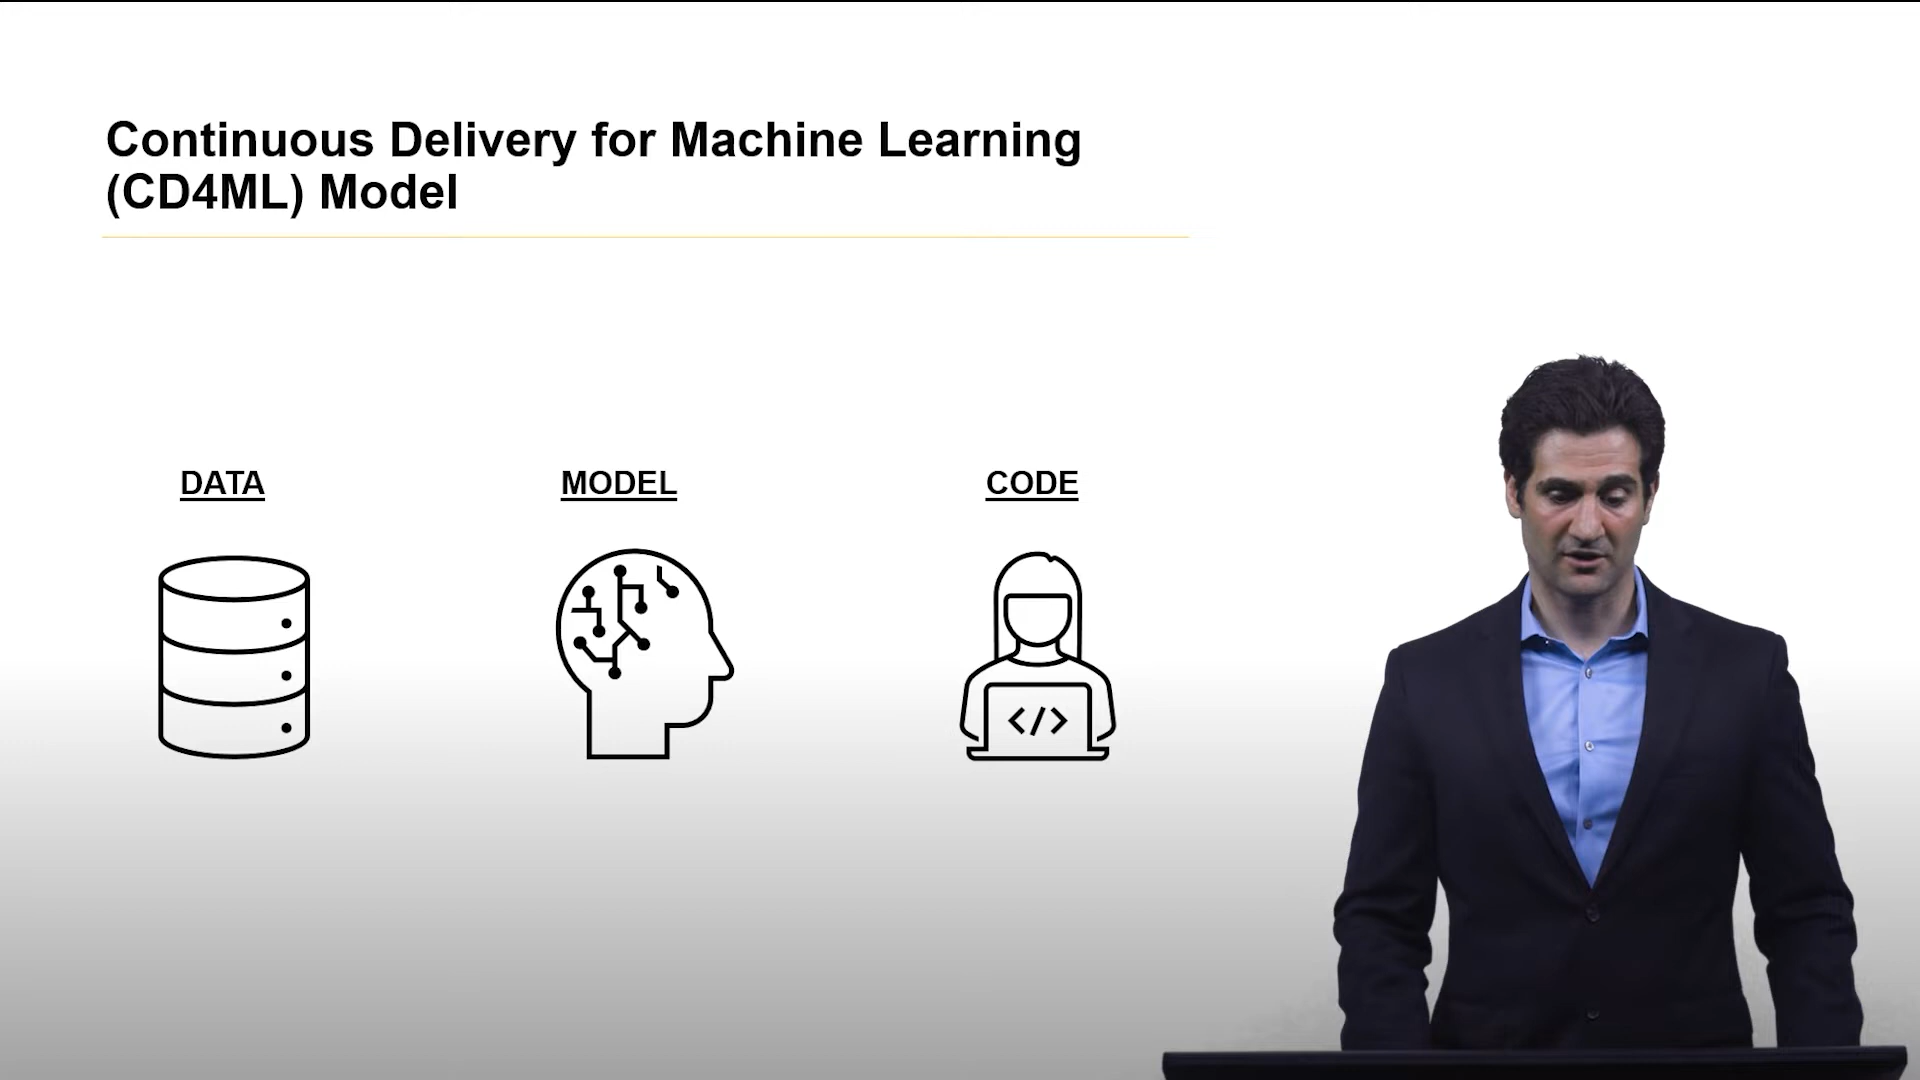 Continuous Delivery for Machine Learning
(CD4ML) Model
DATA
MODEL
CODE
</>